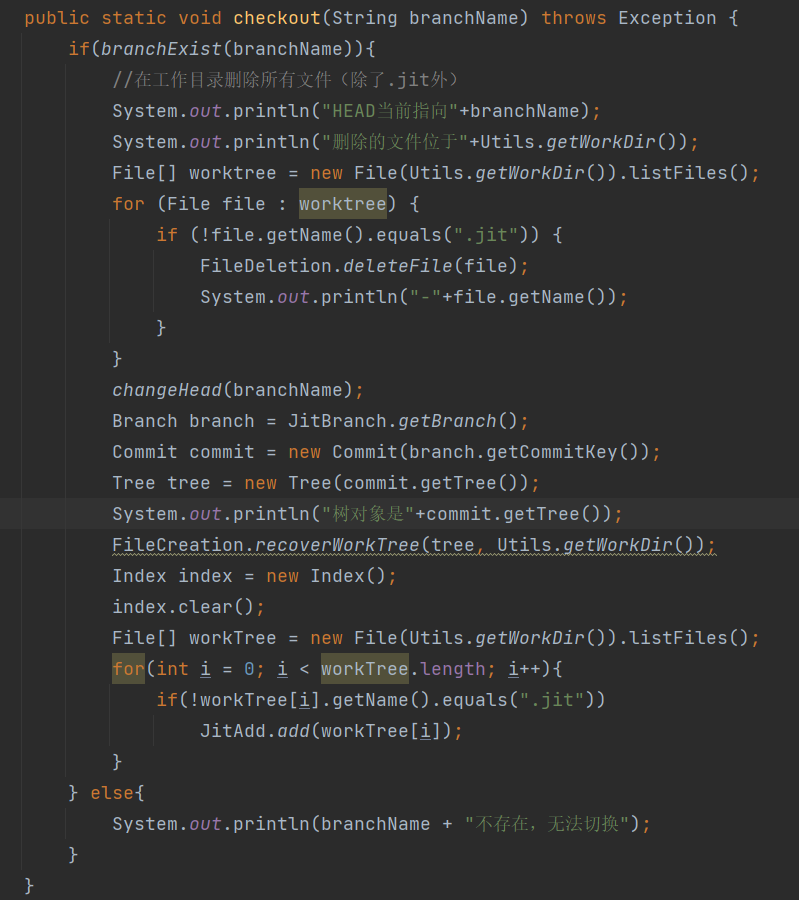 public static void checkout(String branchName) throws Exception {
    if(branchExist(branchName)){
        //在工作目录删除所有文件（除了.jit外）
        System.out.println("HEAD当前指向"+branchName);
        System.out.println("删除的文件位于"+Utils.getWorkDir());
        File[] worktree = new File(Utils.getWorkDir()).listFiles();
        for (File file : worktree) {
            if (!file.getName().equals(".jit")) {
                FileDeletion.deleteFile(file);
                System.out.println("-"+file.getName());
            }
        }
        changeHead(branchName);
        Branch branch = JitBranch.getBranch();
        Commit commit = new Commit(branch.getCommitKey());
        Tree tree = new Tree(commit.getTree());
        System.out.println("树对象是"+commit.getTree());
        FileCreation.recoverWorkTree(tree, Utils.getWorkDir());
        Index index = new Index();
        index.clear();
        File[] workTree = new File(Utils.getWorkDir()).listFiles();
        for(int i = 0; i < workTree.length; i++){
            if(!workTree[i].getName().equals(".jit"))
                JitAdd.add(workTree[i]);
        }
    } else{
        System.out.println(branchName + "不存在，无法切换");
    }
}